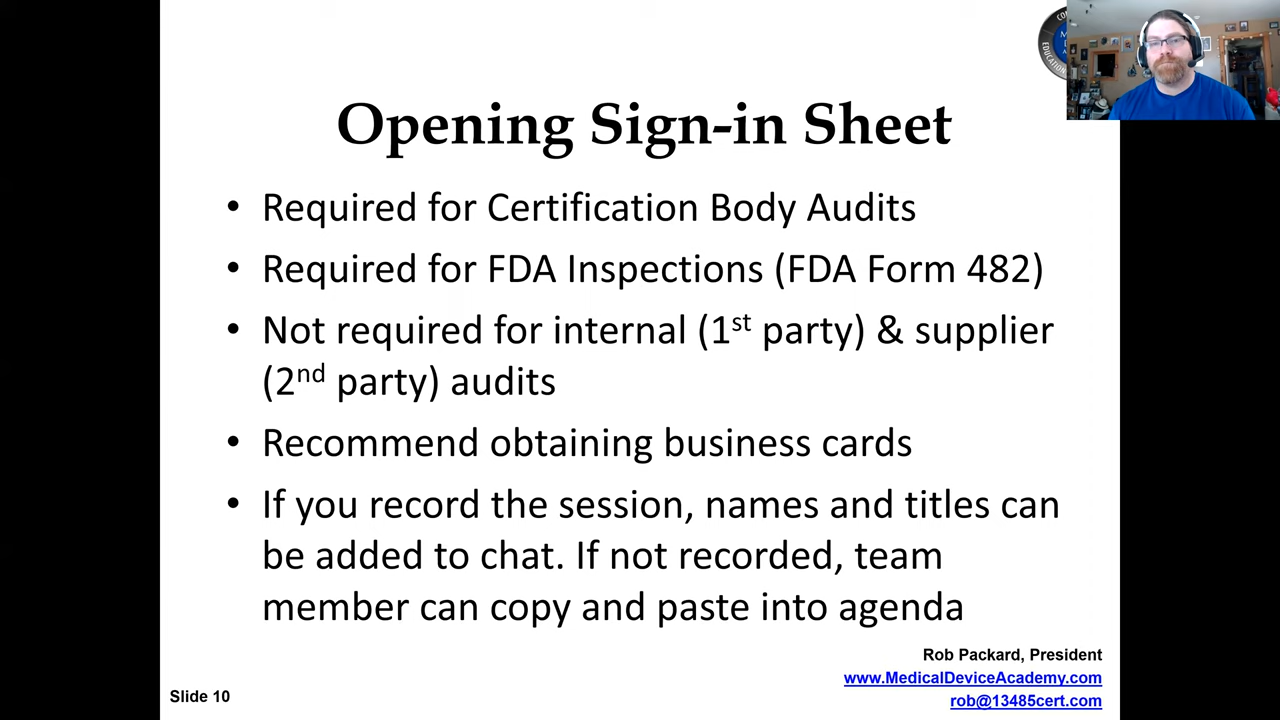 Opening Sign-in Sheet
• Required for Certification Body Audits
• Required for FDA Inspections (FDA Form 482)
• Not required for internal (1st party) & supplier
(2nd party) audits
• Recommend obtaining business cards
• If you record the session, names and titles can
be added to chat. If not recorded, team
member can copy and paste into agenda
Rob Packard, President
www.MedicalDeviceAcademy.com
rob@13485cert.com
Slide 10